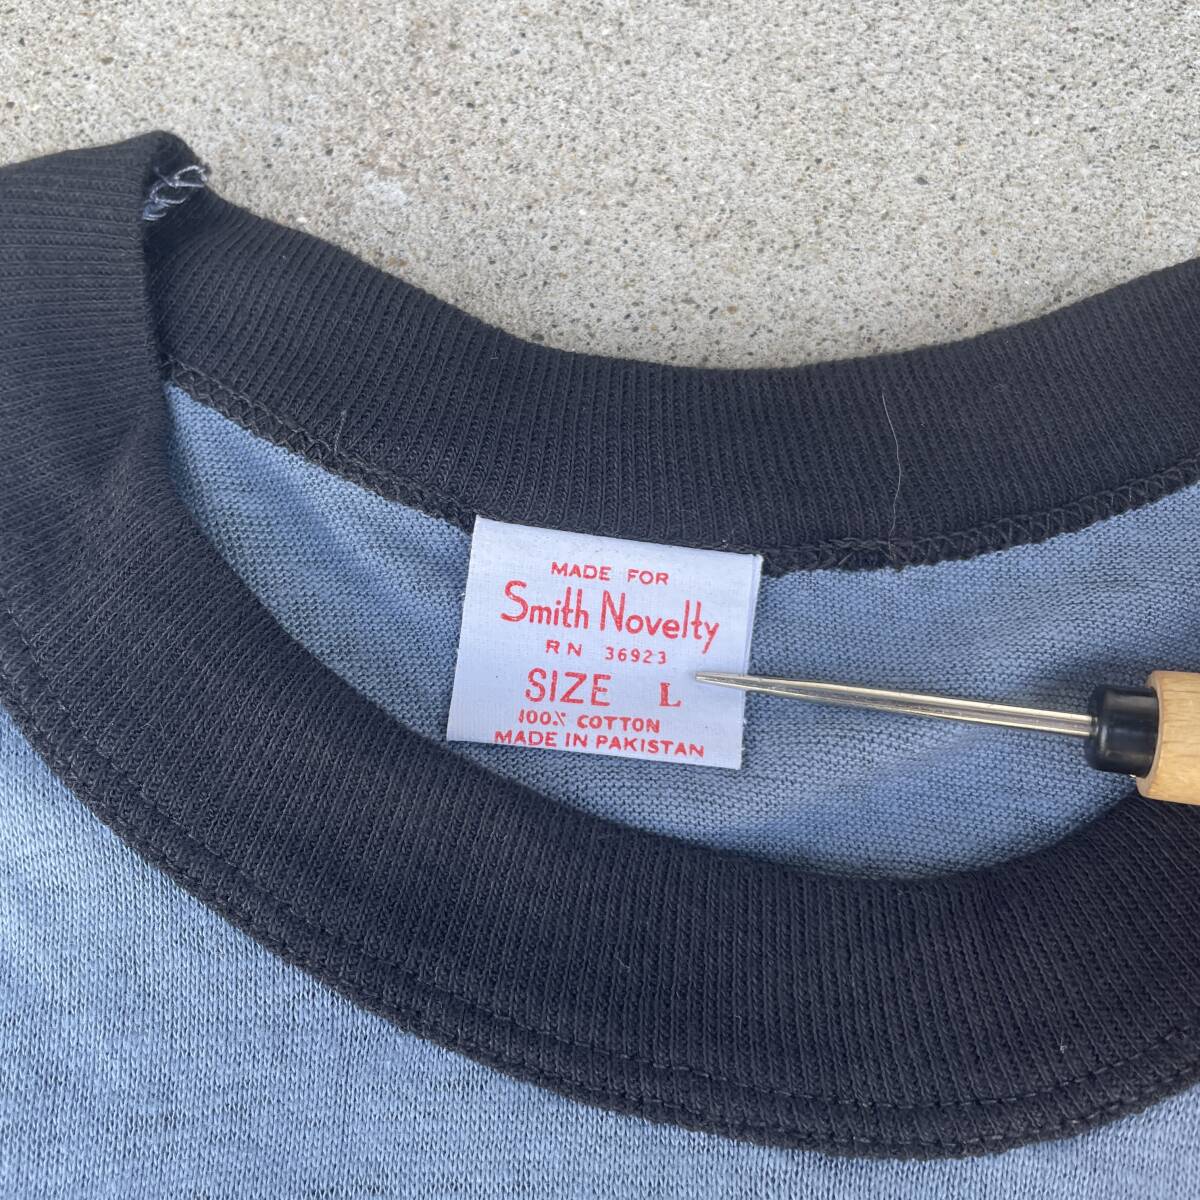 MADE FOR
Smith Novelty
RN 36923
SIZE L
100% COTTON
MADE IN PAKISTAN